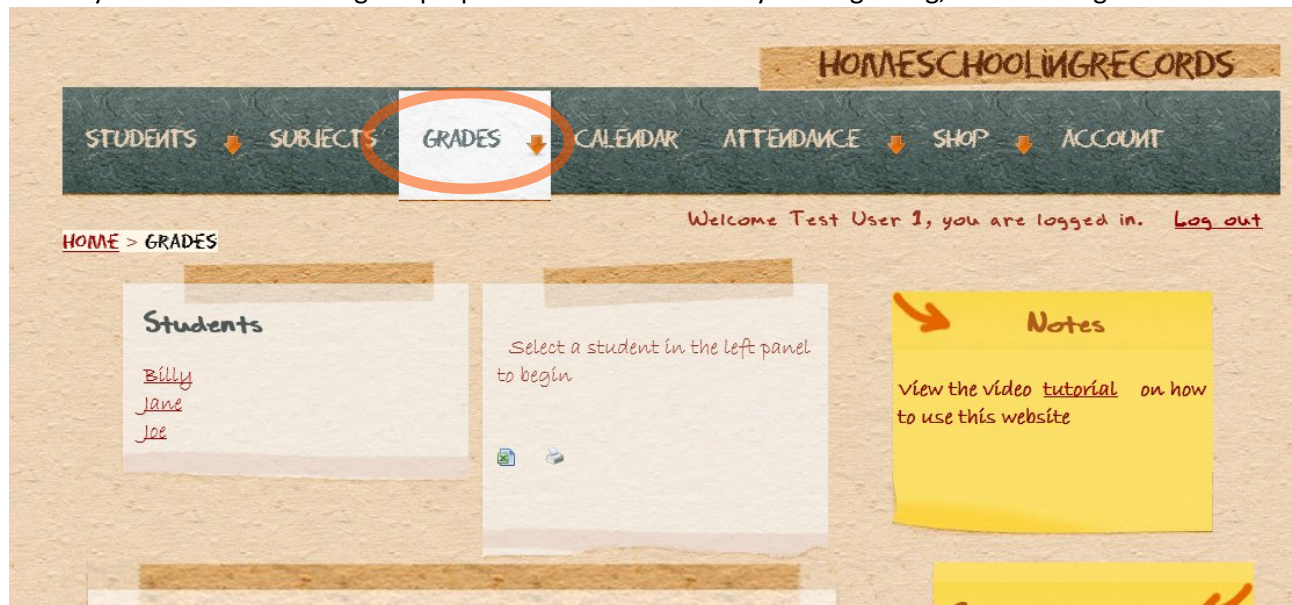 HOMESCHOOLINGRECORDS
STUDENTS SUBJECTS GRADES CALENDAR ATTENDANCE SHOP ACCOUNT
Welcome Test User 1, you are logged in. Log out
HOME > GRADES
Students
Billy
Jane
Joe
Select a student in the left panel
to begin
Notes
View the video tutorial on how
to use this website